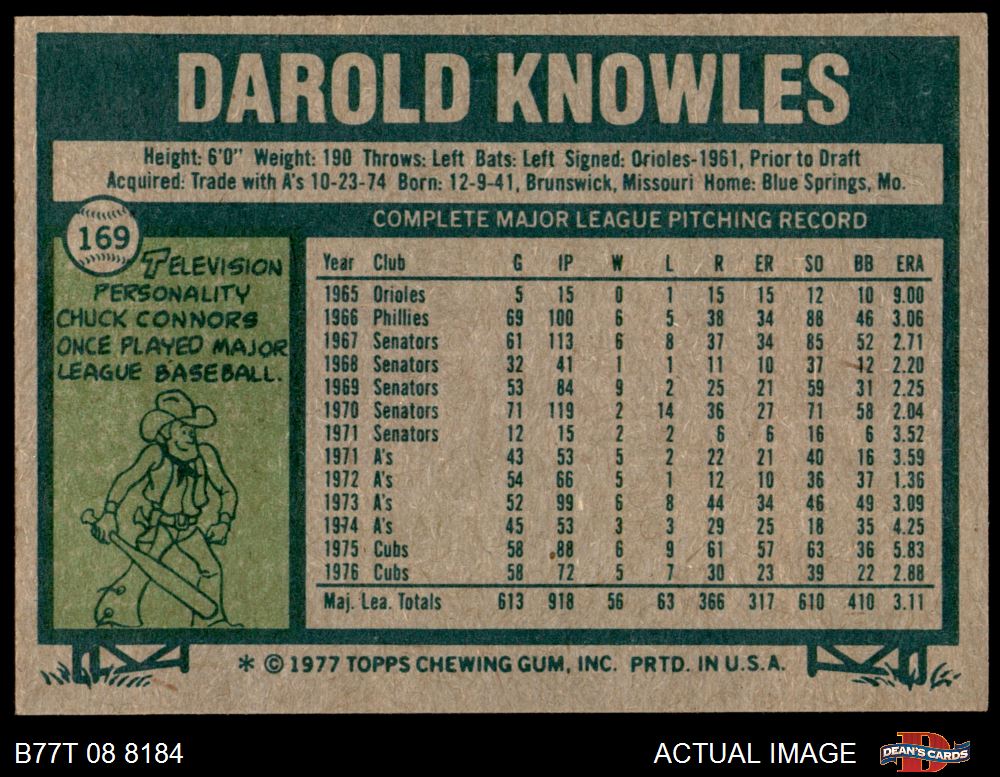 DAROLD KNOWLES
Height: 6'0" Weight: 190 Throws: Left Bats: Left Signed: Orioles-1961, Prior to Draft
Acquired: Trade with A's 10-23-74 Born: 12-9-41, Brunswick, Missouri Home: Blue Springs, Mo.
169
TELEVISION
PERSONALITY
CHUCK CONNORS
ONCE PLAYED MAJOR
LEAGUE BASEBALL.
COMPLETE MAJOR LEAGUE PITCHING RECORD
Year Club G IP W L R ER SO BB ERA
1965 Orioles 5 15 0 1 15 15 12 10 9.00
1966 Phillies 69 100 6 5 38 34 88 46 3.06
1967 Senators 61 113 6 8 37 34 85 52 2.71
1968 Senators 32 41 1 1 11 10 37 12 2.20
1969 Senators 53 84 9 2 25 21 59 31 2.25
1970 Senators 71 119 2 14 36 27 71 58 2.04
1971 Senators 12 15 2 2 6 6 16 6 3.52
1971 A's 43 53 5 2 22 21 40 16 3.59
1972 A's 54 66 5 1 12 10 36 37 1.36
1973 A's 52 99 6 8 44 34 46 49 3.09
1974 A's 45 53 3 3 29 25 18 35 4.25
1975 Cubs 58 88 6 9 61 57 63 36 5.83
1976 Cubs 58 72 5 7 30 23 39 22 2.88
Maj. Lea. Totals 613 918 56 63 366 317 610 410 3.11
* © 1977 TOPPS CHEWING GUM, INC. PRTD. IN U.S.A.
B77T 08 8184
ACTUAL IMAGE
DEAN'S CARDS